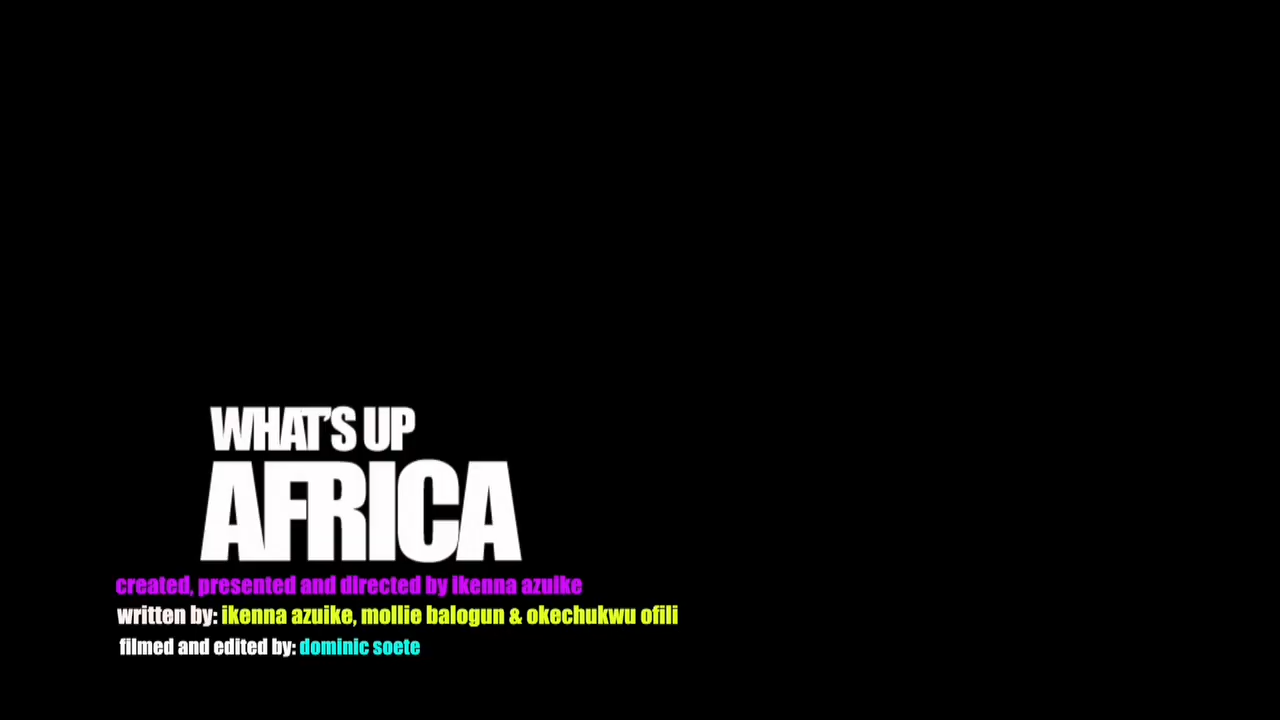 WHAT'S UP
AFRICA
created, presented and directed by ikenna azuike
written by: ikenna azuike, mollie balogun & okechukwu ofili
filmed and edited by: dominic soete